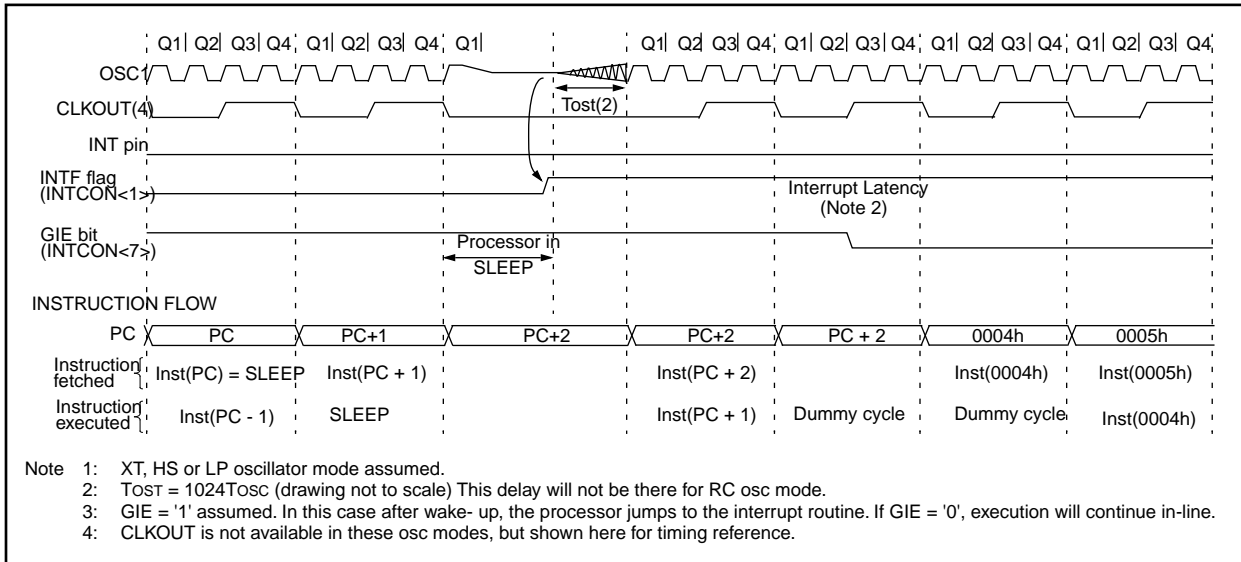 Q1 Q2 Q3 Q4 Q1 Q2 Q3 Q4 Q1 Q1 Q2 Q3 Q4 Q1 Q2 Q3 Q4 Q1 Q2 Q3 Q4 Q1 Q2 Q3 Q4
OSC1
Tost(2)
CLKOUT(4)
INT pin
INTF flag
(INTCON<1>)
Interrupt Latency
(Note 2)
GIE bit
(INTCON<7>)
Processor in
SLEEP
INSTRUCTION FLOW
PC PC PC+1 PC+2 PC+2 PC + 2 0004h 0005h
Instruction
fetched
Inst(PC) = SLEEP Inst(PC + 1) Inst(PC + 2) Inst(0004h) Inst(0005h)
Instruction
executed
Inst(PC - 1) SLEEP Inst(PC + 1) Dummy cycle Dummy cycle Inst(0004h)
Note 1: XT, HS or LP oscillator mode assumed.
2: TOST = 1024TOSC (drawing not to scale) This delay will not be there for RC osc mode.
3: GIE = '1' assumed. In this case after wake- up, the processor jumps to the interrupt routine. If GIE = '0', execution will continue in-line.
4: CLKOUT is not available in these osc modes, but shown here for timing reference.